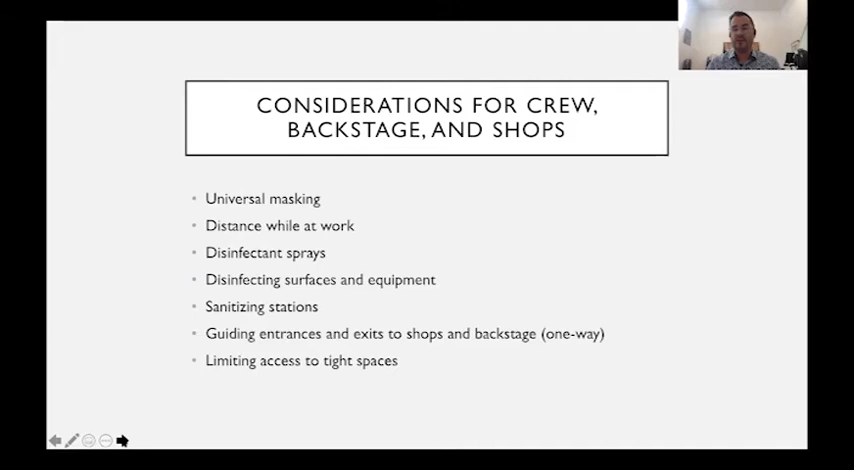 CONSIDERATIONS FOR CREW,
BACKSTAGE, AND SHOPS
• Universal masking
• Distance while at work
• Disinfectant sprays
• Disinfecting surfaces and equipment
• Sanitizing stations
• Guiding entrances and exits to shops and backstage (one-way)
• Limiting access to tight spaces